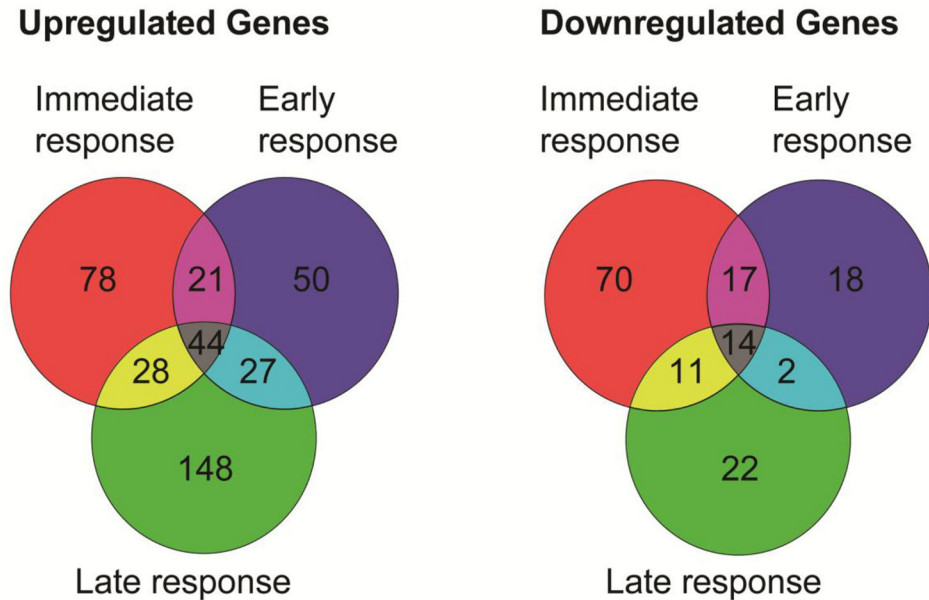 Upregulated Genes
Immediate
response
Early
response
78
21
50
44
28
27
148
Late response
Downregulated Genes
Immediate
response
Early
response
70
17
18
14
11
2
22
Late response